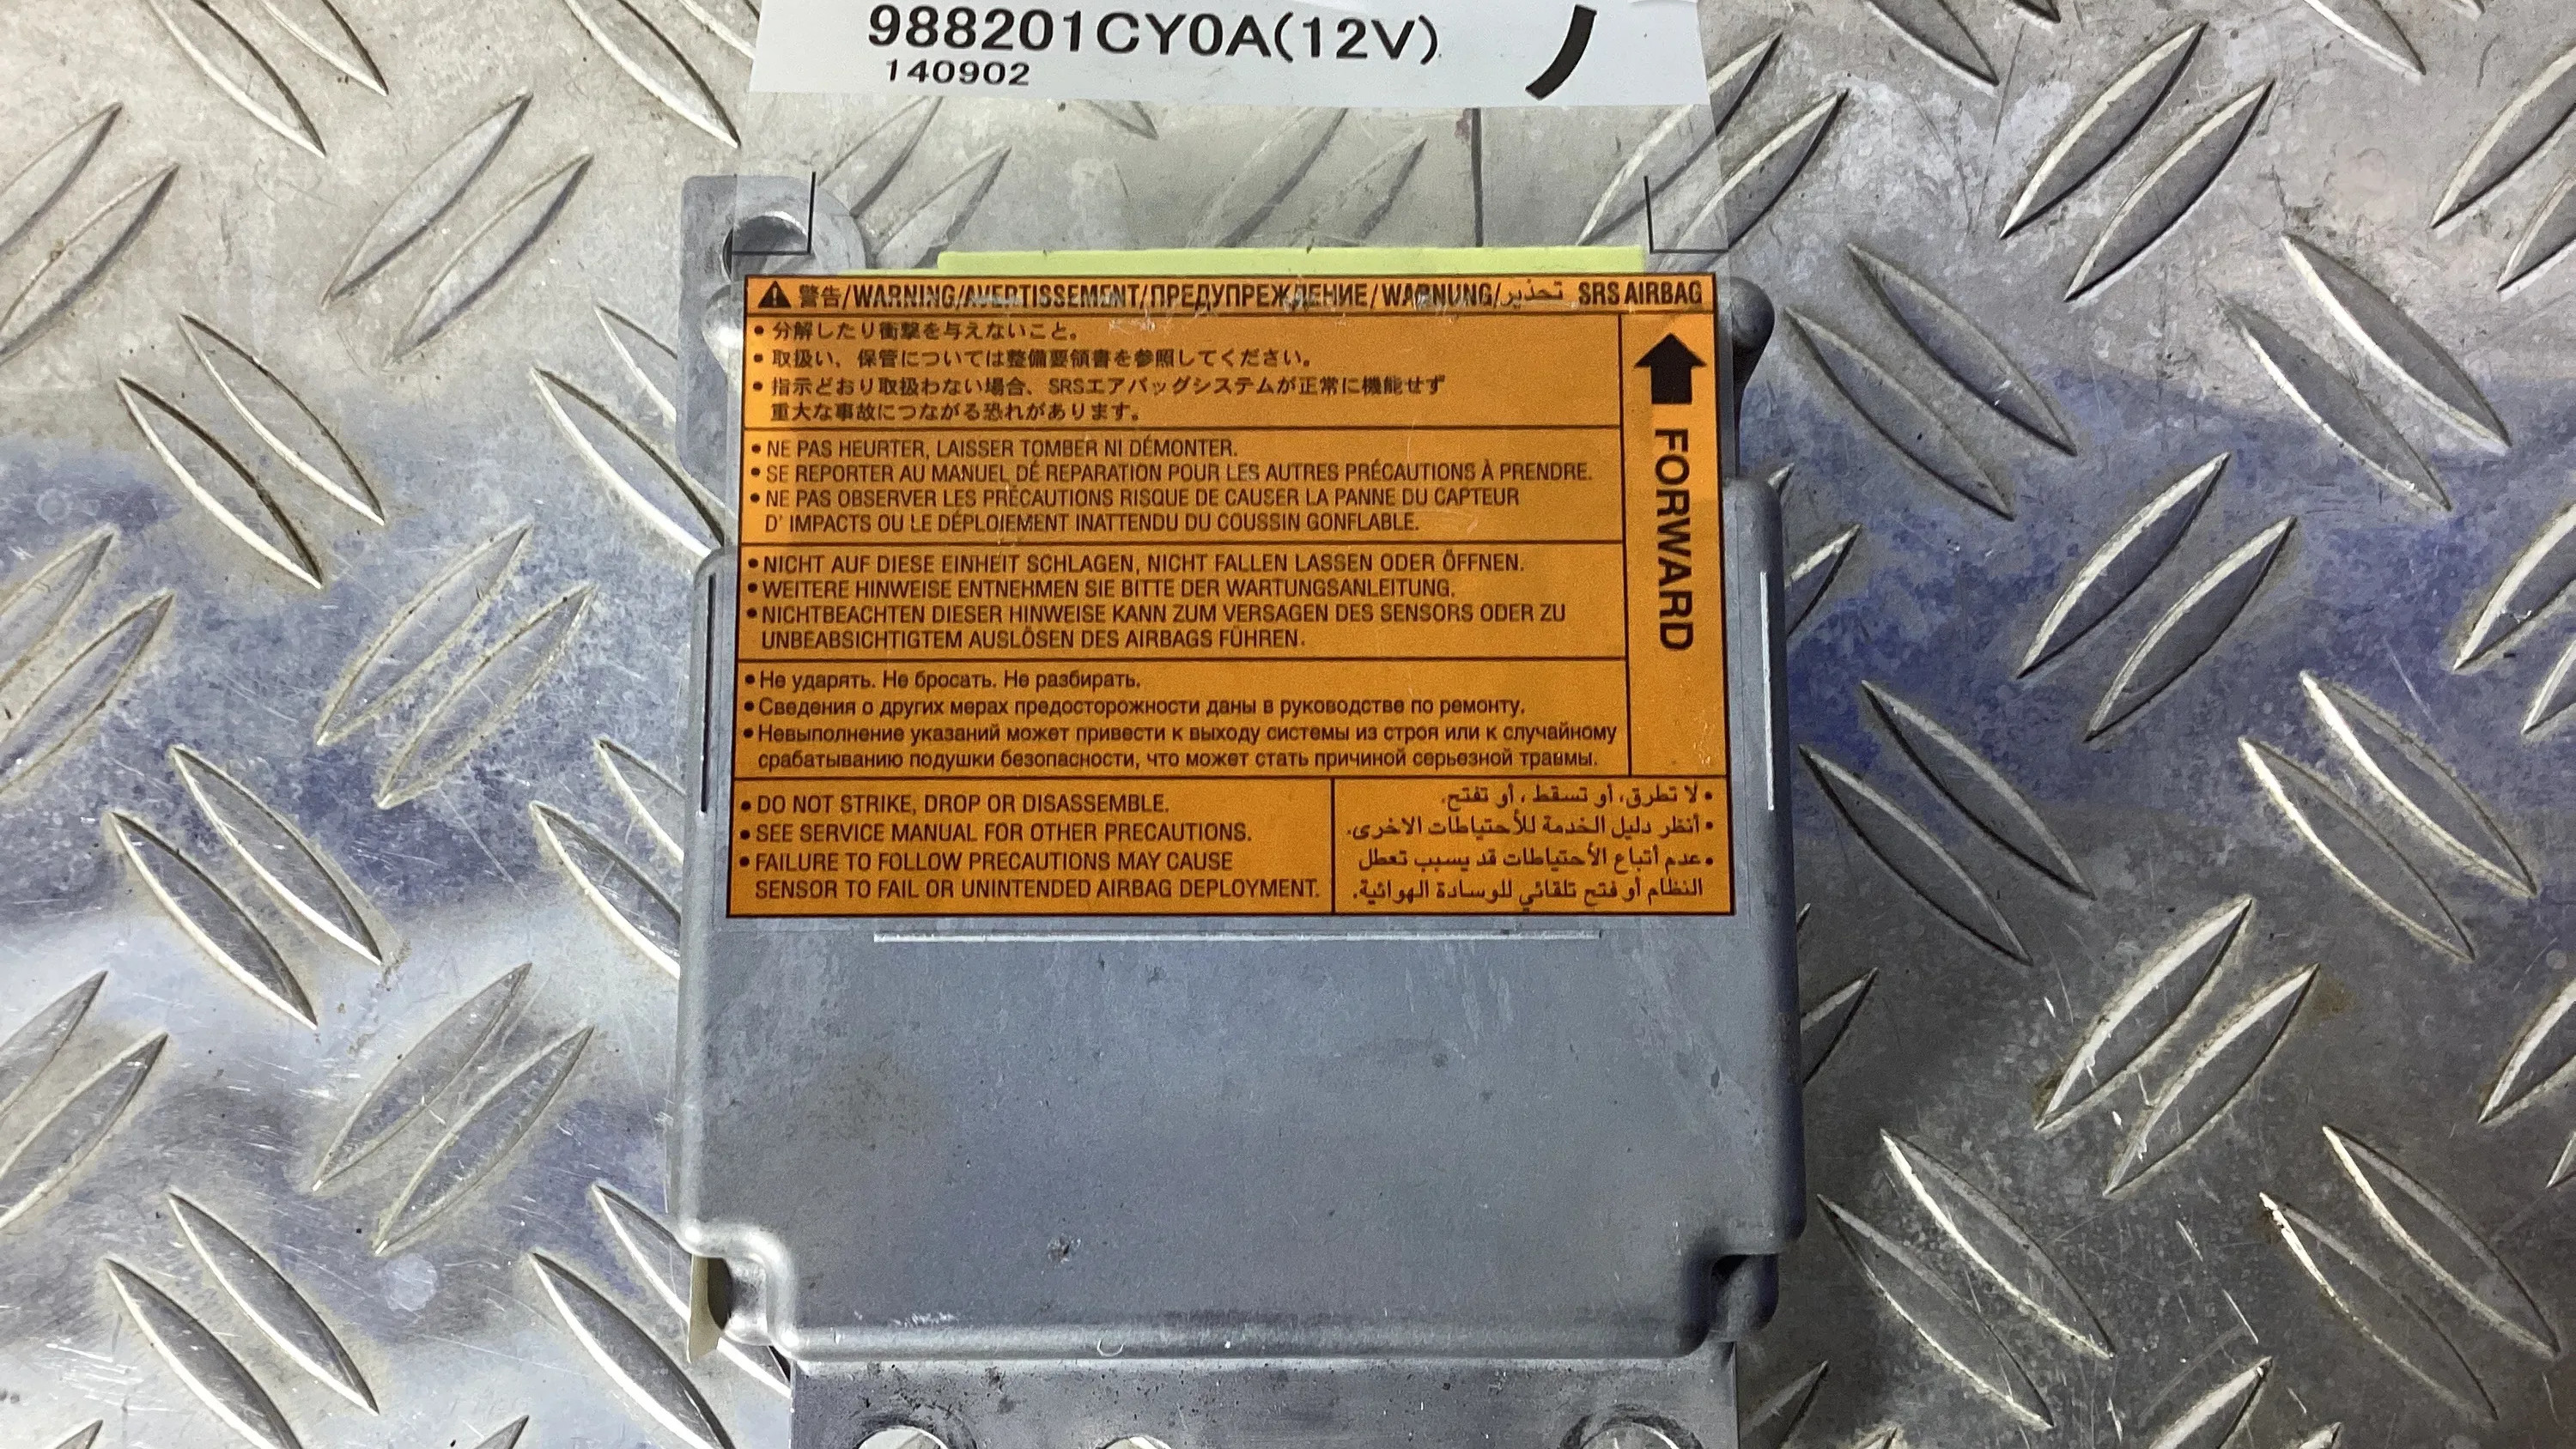 988201CY0A(12V)
140902
警告/WARNING/AVERTISSEMENT/ПРЕДУПРЕЖДЕНИЕ/WARNUNG/تحذير SRS AIRBAG
• 分解したり衝撃を与えないこと。
• 取扱い、保管については整備要領書を参照してください。
• 指示どおり取扱わない場合、SRSエアバッグシステムが正常に機能せず
重大な事故につながる恐れがあります。
FORWARD
• NE PAS HEURTER, LAISSER TOMBER NI DÉMONTER.
• SE REPORTER AU MANUEL DÉ REPARATION POUR LES AUTRES PRÉCAUTIONS À PRENDRE.
• NE PAS OBSERVER LES PRÉCAUTIONS RISQUE DE CAUSER LA PANNE DU CAPTEUR
D' IMPACTS OU LE DÉPLOIEMENT INATTENDU DU COUSSIN GONFLABLE.
• NICHT AUF DIESE EINHEIT SCHLAGEN, NICHT FALLEN LASSEN ODER ÖFFNEN.
• WEITERE HINWEISE ENTNEHMEN SIE BITTE DER WARTUNGSANLEITUNG.
• NICHTBEACHTEN DIESER HINWEISE KANN ZUM VERSAGEN DES SENSORS ODER ZU
UNBEABSICHTIGTEM AUSLÖSEN DES AIRBAGS FÜHREN.
• Не ударять. Не бросать. Не разбирать.
• Сведения о других мерах предосторожности даны в руководстве по ремонту.
• Невыполнение указаний может привести к выходу системы из строя или к случайному
срабатыванию подушки безопасности, что может стать причиной серьезной травмы.
• DO NOT STRIKE, DROP OR DISASSEMBLE.
• SEE SERVICE MANUAL FOR OTHER PRECAUTIONS.
• FAILURE TO FOLLOW PRECAUTIONS MAY CAUSE
SENSOR TO FAIL OR UNINTENDED AIRBAG DEPLOYMENT.
• لا تطرق، أو تسقط ، أو تفتح.
• أنظر دليل الخدمة للأحتياطات الاخرى.
• عدم أتباع الأحتياطات قد يسبب تعطل
النظام أو فتح تلقائي للوسادة الهوائية.